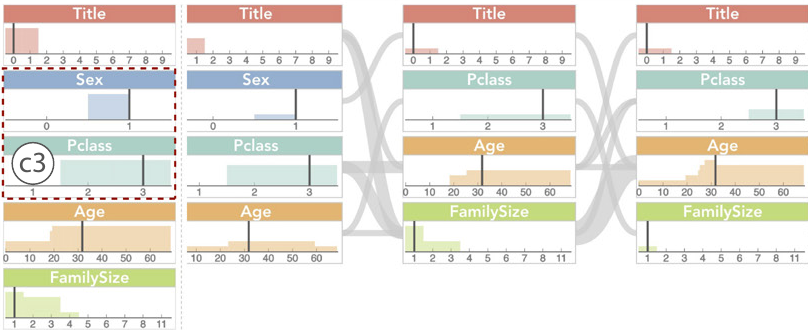 Title Title Title Title
0 1 2 3 4 5 6 7 8 9 1 2 3 4 5 6 7 8 9 0 1 2 3 4 5 6 7 8 9 0 1 2 3 4 5 6 7 8 9
Sex Sex Pclass Pclass
0 1 0 1 1 2 3 1 2 3
Pclass Pclass Age Age
c3
1 2 3 1 2 3 0 10 20 30 40 50 60 0 10 20 30 40 50 60
Age Age FamilySize FamilySize
0 10 20 30 40 50 60 10 20 30 40 50 60 1 2 3 4 5 6 7 8 11 1 2 3 4 5 6 7 8 11
FamilySize
1 2 3 4 5 6 7 8 11